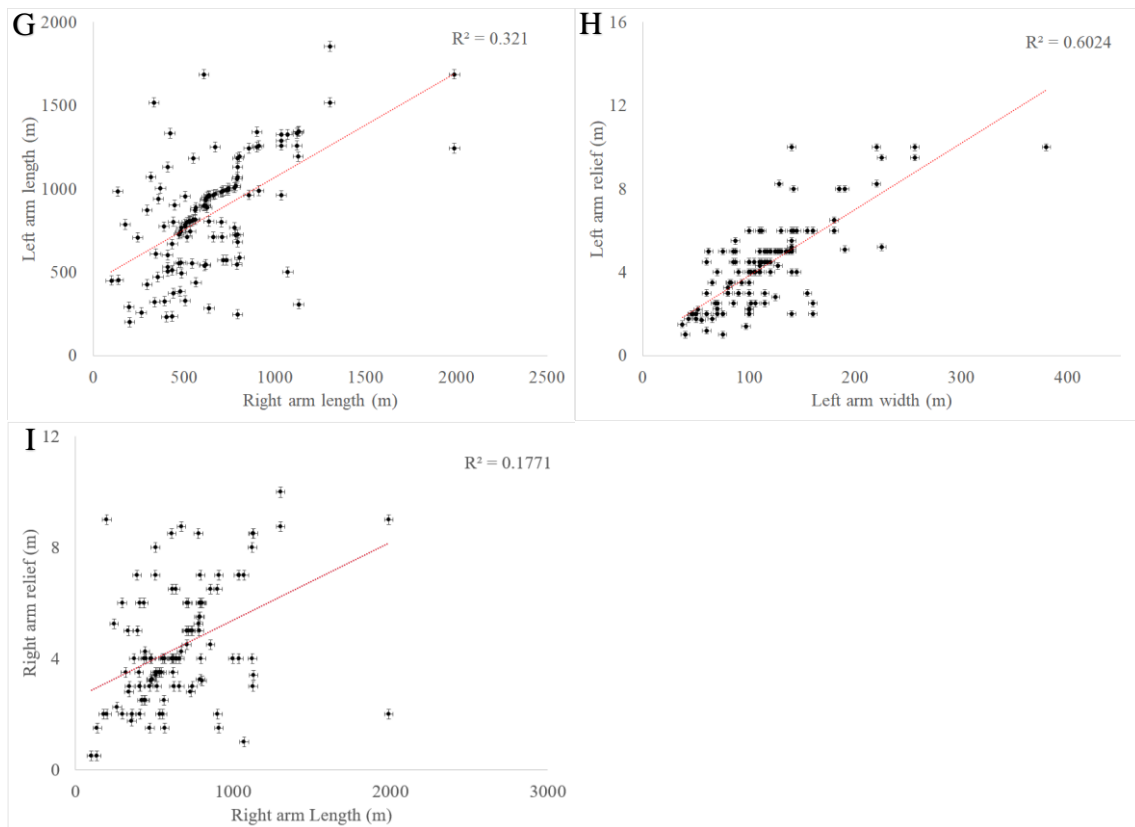 G
R² = 0.321
Left arm length (m)
2000
1500
1000
500
0
0 500 1000 1500 2000 2500
Right arm length (m)
H
R² = 0.6024
Left arm relief (m)
16
12
8
4
0
0 100 200 300 400
Left arm width (m)
I
R² = 0.1771
Right arm relief (m)
12
8
4
0
0 1000 2000 3000
Right arm Length (m)